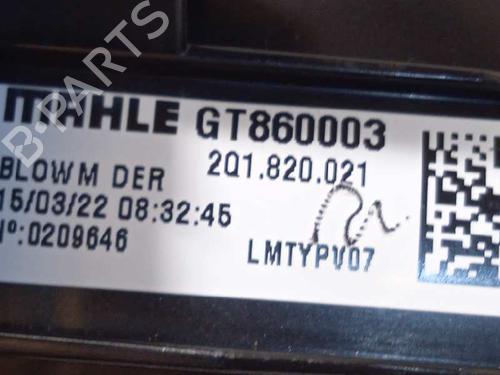 MAHLE GT860003
BLOWM DER 2Q1.820.021
15/03/22 08:32:45
Nº:0209646 LMTYPV07
B-PARTS